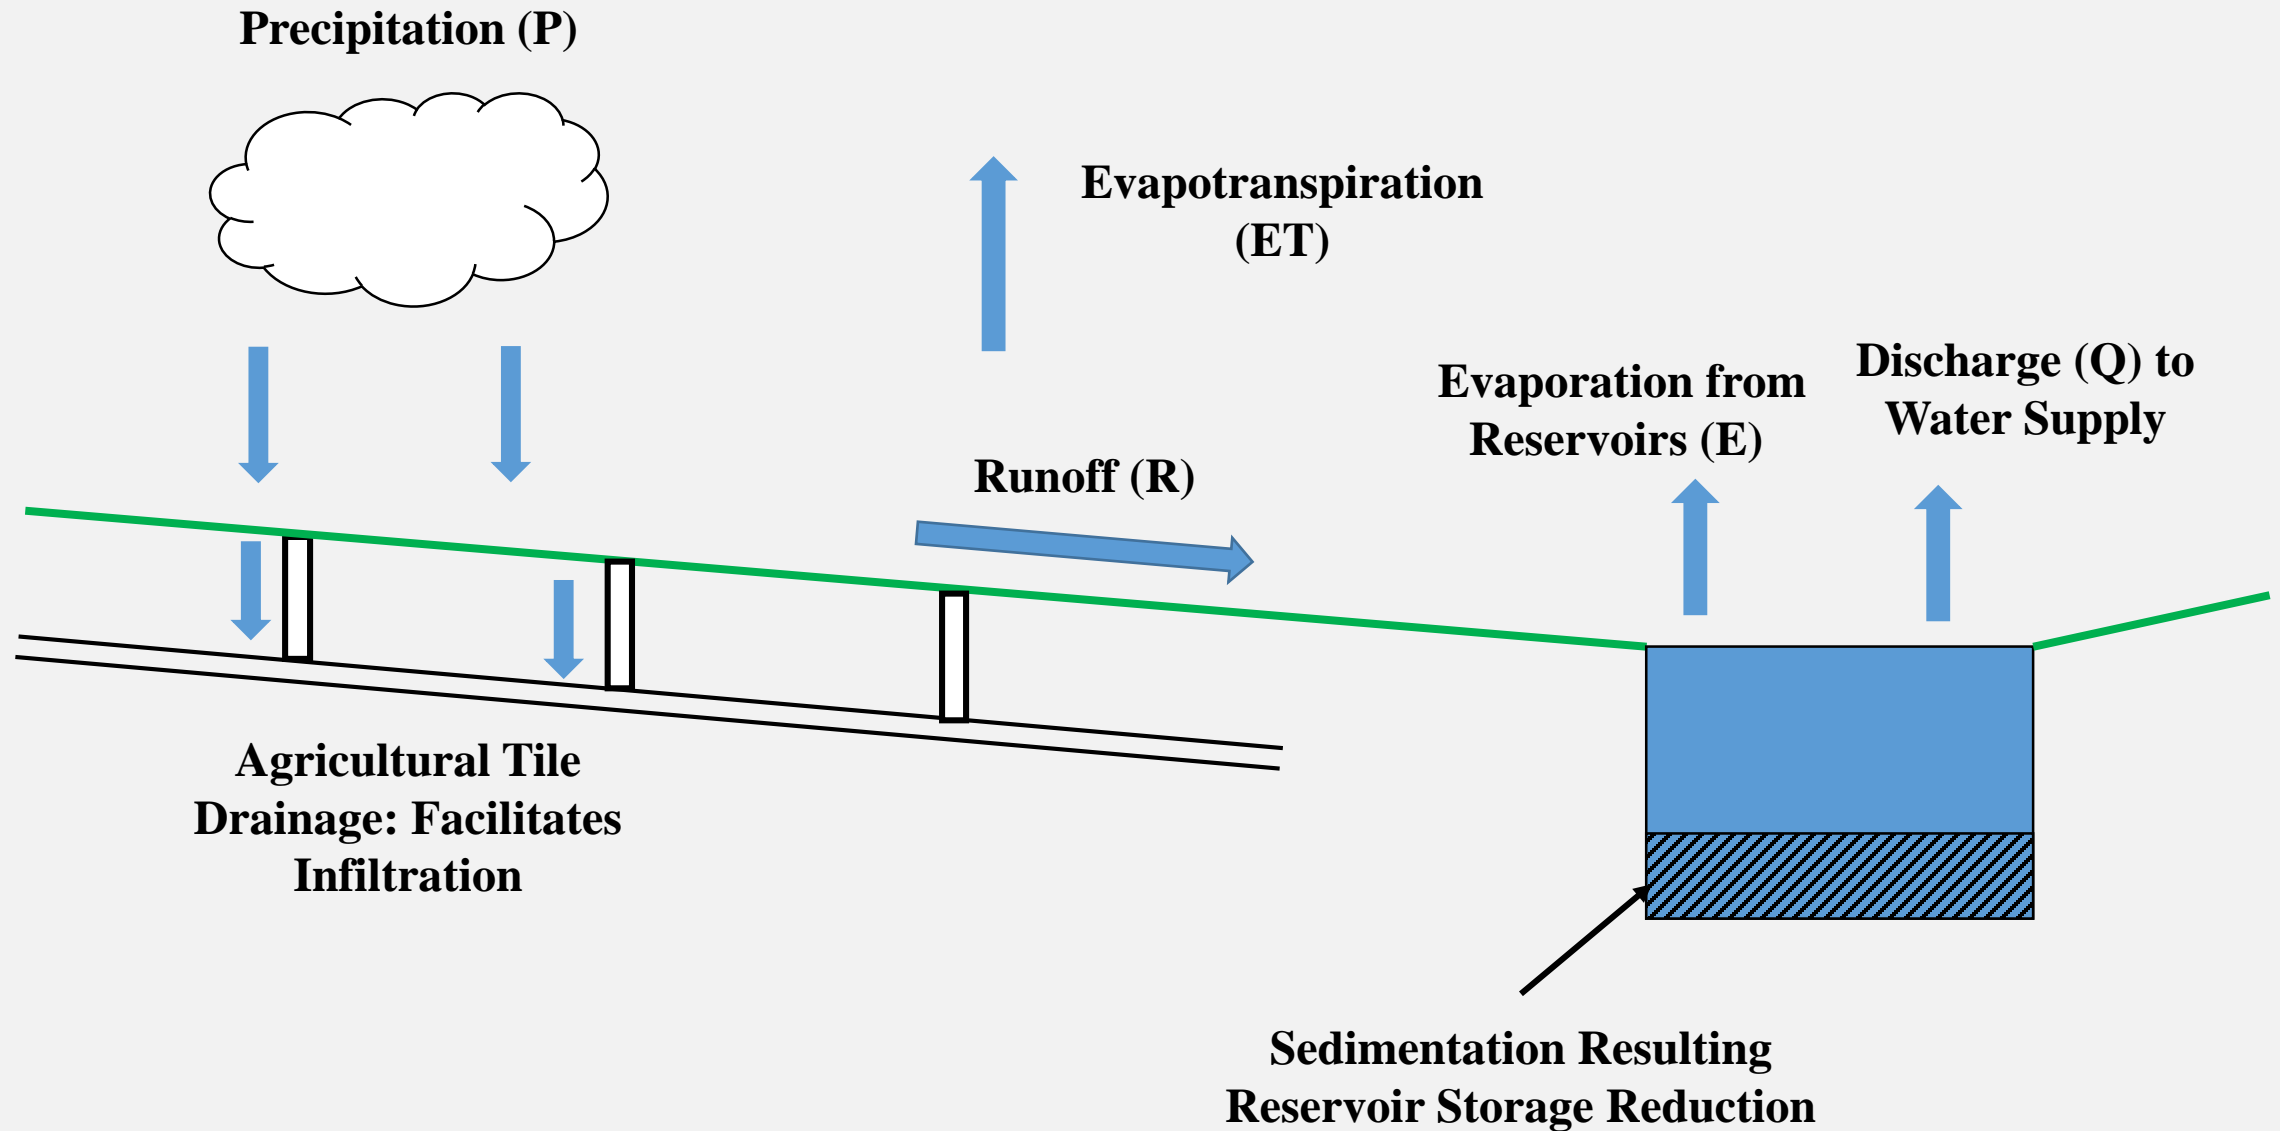 Precipitation (P)
Evapotranspiration
(ET)
Evaporation from
Reservoirs (E)
Discharge (Q) to
Water Supply
Runoff (R)
Agricultural Tile
Drainage: Facilitates
Infiltration
Sedimentation Resulting
Reservoir Storage Reduction